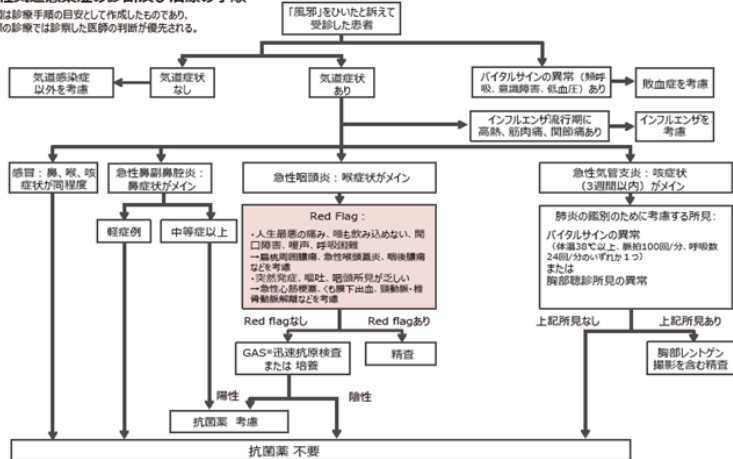 性気道感染症の診断及び治療の手順
図は診療手順の目安として作成したものであり、
の診療では診察した医師の判断が優先される。
「風邪」をひいたと訴えて
受診した患者
気道感染症
以外を考慮
気道症状
なし
気道症状
あり
バイタルサインの異常（頻呼
吸、意識障害、低血圧）あり
敗血症を考慮
インフルエンザ流行期に
高熱、筋肉痛、関節痛あり
インフルエンザを
考慮
感冒：鼻、喉、咳
症状が同程度
急性鼻副鼻腔炎：
鼻症状がメイン
急性咽頭炎：喉症状がメイン
急性気管支炎：咳症状
（3週間以内）がメイン
軽症例
中等症以上
Red Flag：
・人生最悪の痛み、唾も飲み込めない、開
口障害、嗄声、呼吸困難
→扁桃周囲膿瘍、急性喉頭蓋炎、咽後膿瘍
などを考慮
・突然発症、嘔吐、咽頭所見が乏しい
→急性心筋梗塞、くも膜下出血、頸動脈・椎
骨動脈解離などを考慮
肺炎の鑑別のために考慮する所見：
バイタルサインの異常
（体温38℃以上、脈拍100回/分、呼吸数
24回/分のいずれか１つ）
または
胸部聴診所見の異常
Red flagなし
Red flagあり
上記所見なし
上記所見あり
GAS※迅速抗原検査
または 培養
精査
胸部レントゲン
撮影を含む精査
陽性
陰性
抗菌薬 考慮
抗菌薬 不要